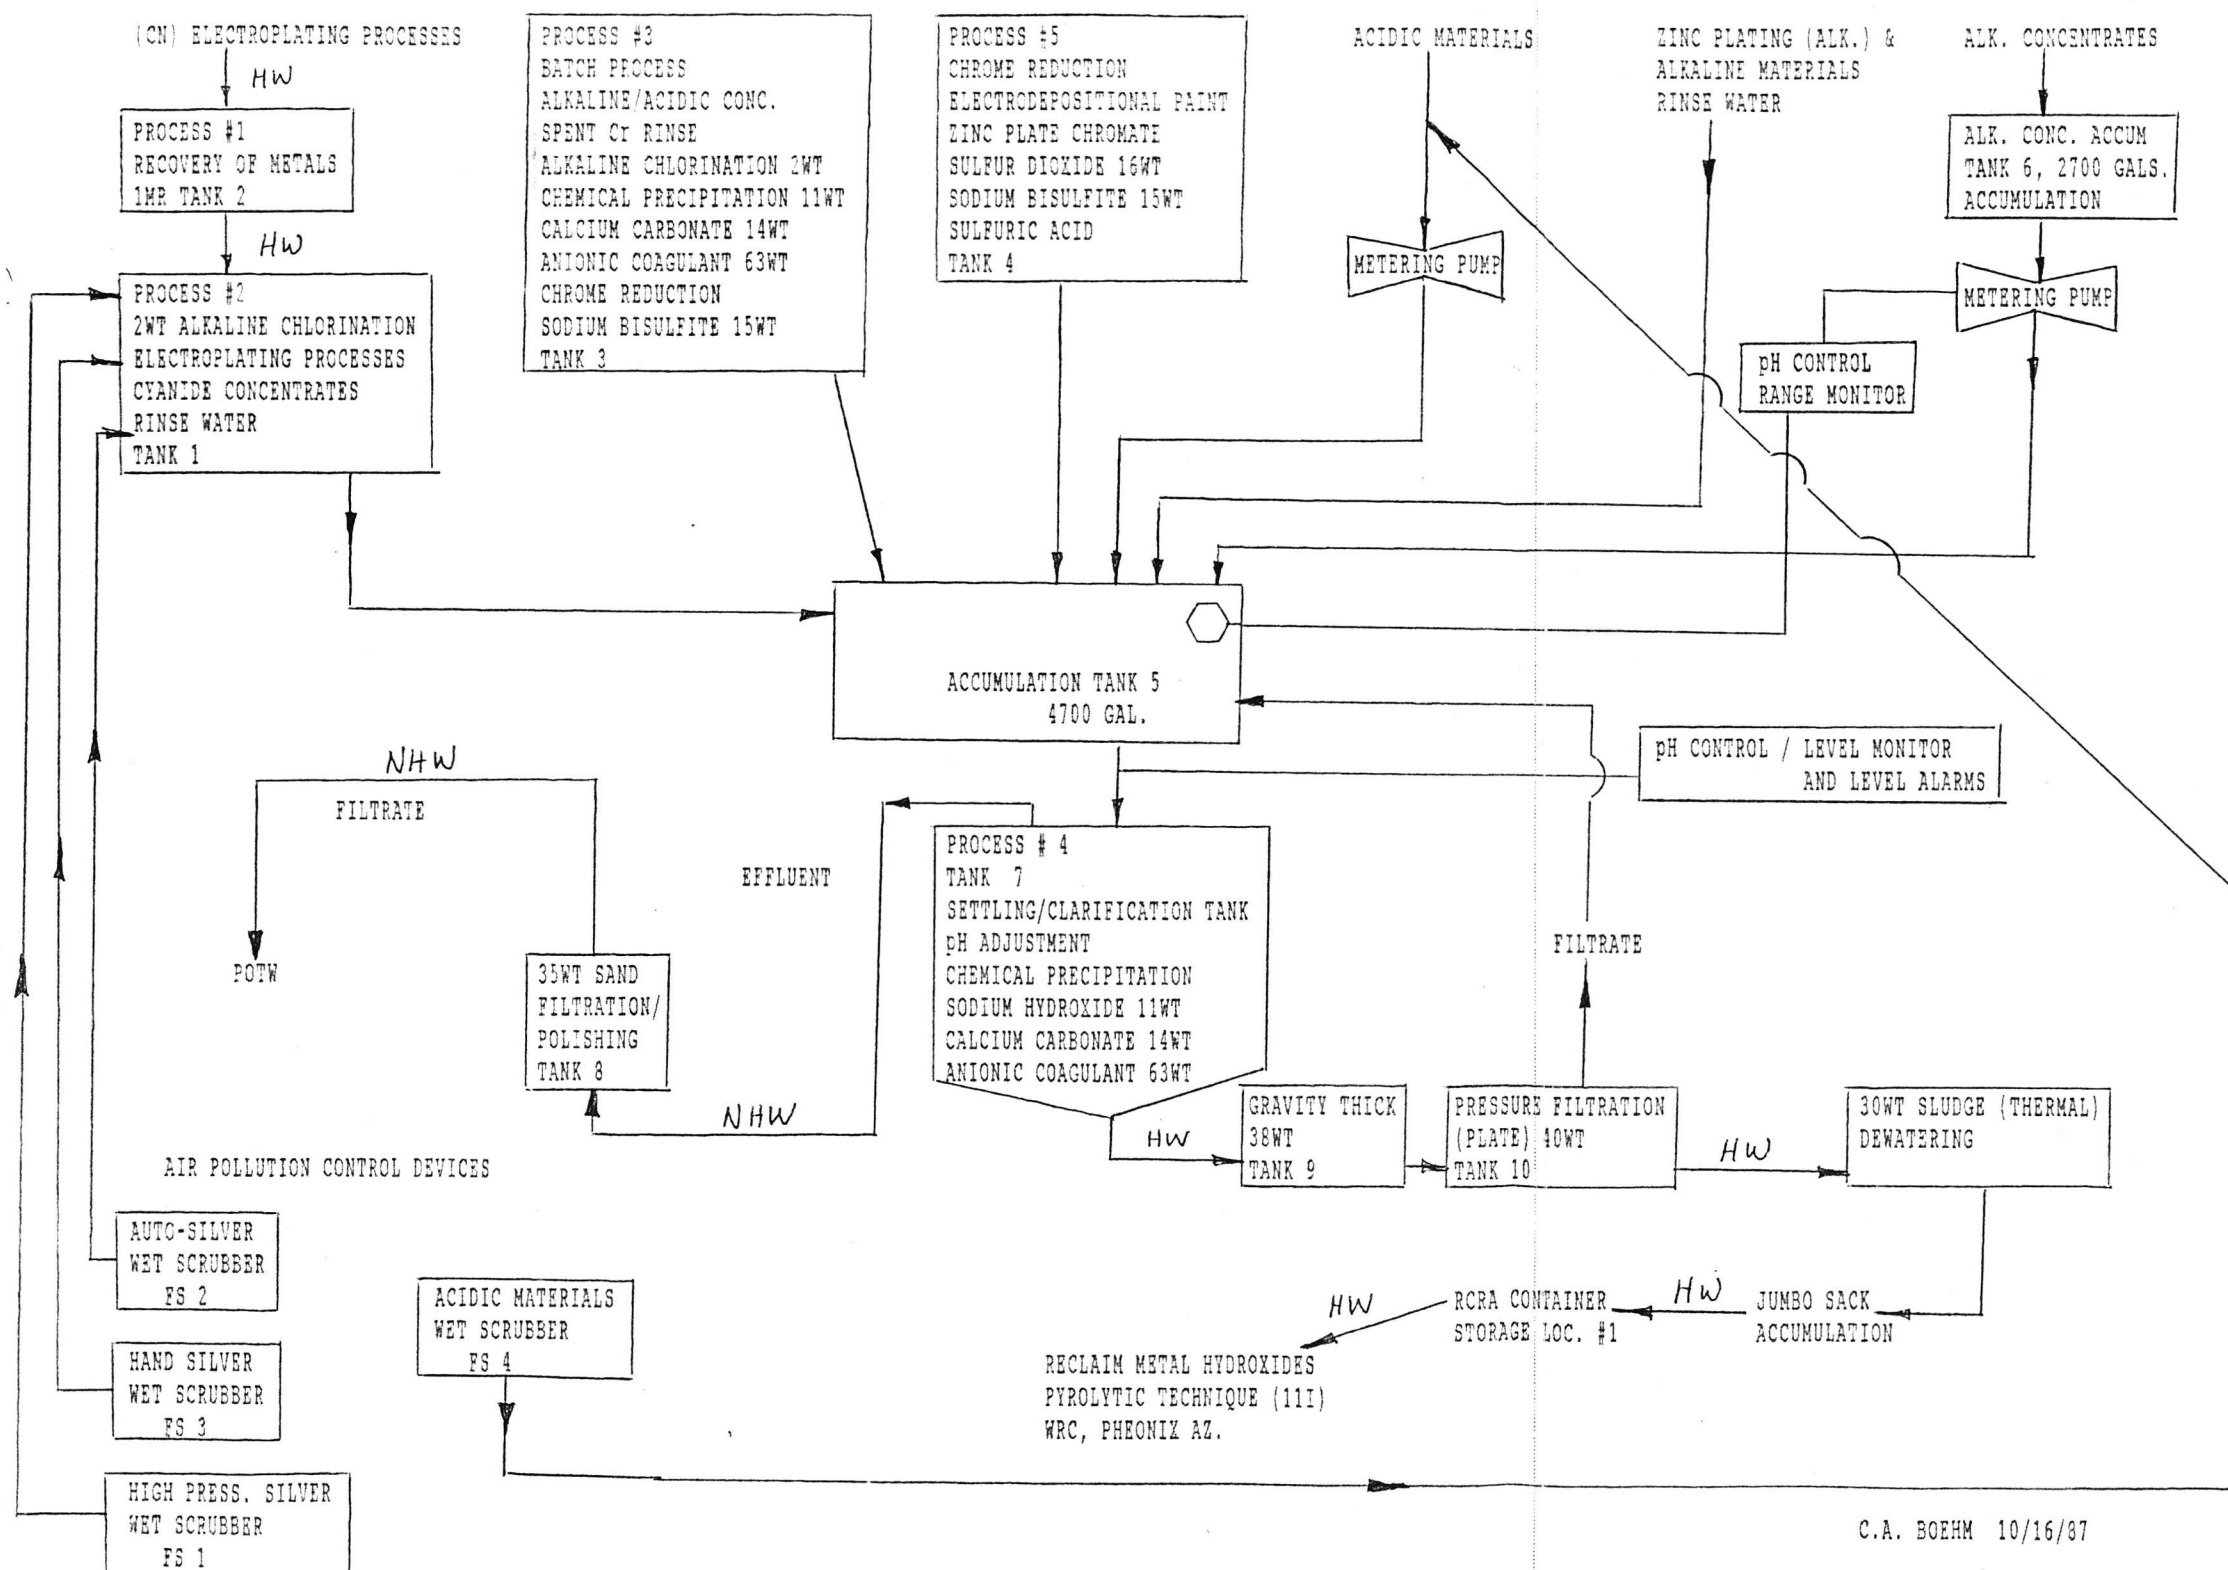 (CN) ELECTROPLATING PROCESSES
HW
PROCESS #1
RECOVERY OF METALS
1MR TANK 2
HW
PROCESS #2
2WT ALKALINE CHLORINATION
ELECTROPLATING PROCESSES
CYANIDE CONCENTRATES
RINSE WATER
TANK 1
PROCESS #3
BATCH PROCESS
ALKALINE/ACIDIC CONC.
SPENT Cr RINSE
ALKALINE CHLORINATION 2WT
CHEMICAL PRECIPITATION 11WT
CALCIUM CARBONATE 14WT
ANIONIC COAGULANT 63WT
CHROME REDUCTION
SODIUM BISULFITE 15WT
TANK 3
PROCESS #5
CHROME REDUCTION
ELECTRODEPOSITIONAL PAINT
ZINC PLATE CHROMATE
SULFUR DIOXIDE 16WT
SODIUM BISULFITE 15WT
SULFURIC ACID
TANK 4
ACIDIC MATERIALS
METERING PUMP
ZINC PLATING (ALK.) &
ALKALINE MATERIALS
RINSE WATER
ALK. CONCENTRATES
ALK. CONC. ACCUM
TANK 6, 2700 GALS.
ACCUMULATION
METERING PUMP
pH CONTROL
RANGE MONITOR
ACCUMULATION TANK 5
4700 GAL.
pH CONTROL / LEVEL MONITOR
AND LEVEL ALARMS
NHW
FILTRATE
POTW
EFFLUENT
35WT SAND
FILTRATION/
POLISHING
TANK 8
NHW
PROCESS # 4
TANK 7
SETTLING/CLARIFICATION TANK
pH ADJUSTMENT
CHEMICAL PRECIPITATION
SODIUM HYDROXIDE 11WT
CALCIUM CARBONATE 14WT
ANIONIC COAGULANT 63WT
HW
FILTRATE
GRAVITY THICK
38WT
TANK 9
PRESSURE FILTRATION
(PLATE) 40WT
TANK 10
HW
30WT SLUDGE (THERMAL)
DEWATERING
AIR POLLUTION CONTROL DEVICES
AUTO-SILVER
WET SCRUBBER
FS 2
HAND SILVER
WET SCRUBBER
FS 3
HIGH PRESS. SILVER
WET SCRUBBER
FS 1
ACIDIC MATERIALS
WET SCRUBBER
FS 4
JUMBO SACK
ACCUMULATION
HW
RCRA CONTAINER
STORAGE LOC. #1
HW
RECLAIM METAL HYDROXIDES
PYROLYTIC TECHNIQUE (11I)
WRC, PHEONIX AZ.
C.A. BOEHM 10/16/87